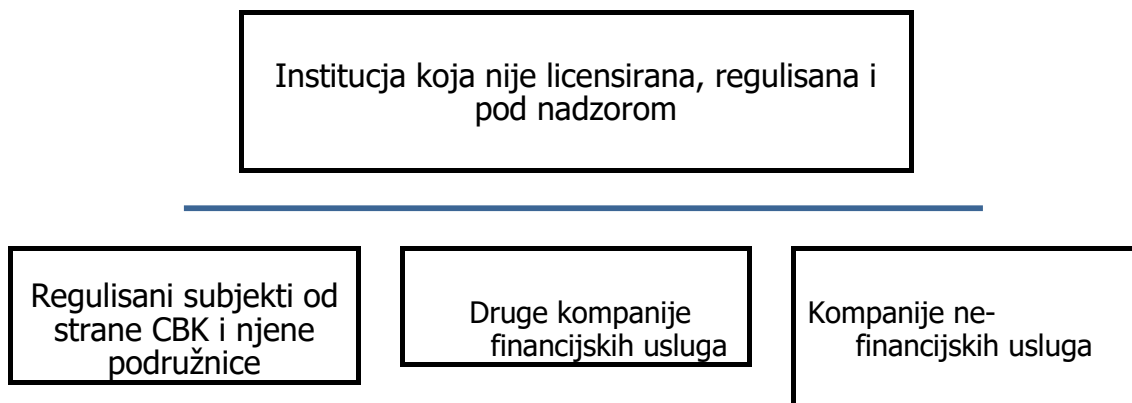 Institucja koja nije licensirana, regulisana i
pod nadzorom
Regulisani subjekti od
strane CBK i njene
podružnice
Druge kompanije
financijskih usluga
Kompanije ne-
financijskih usluga